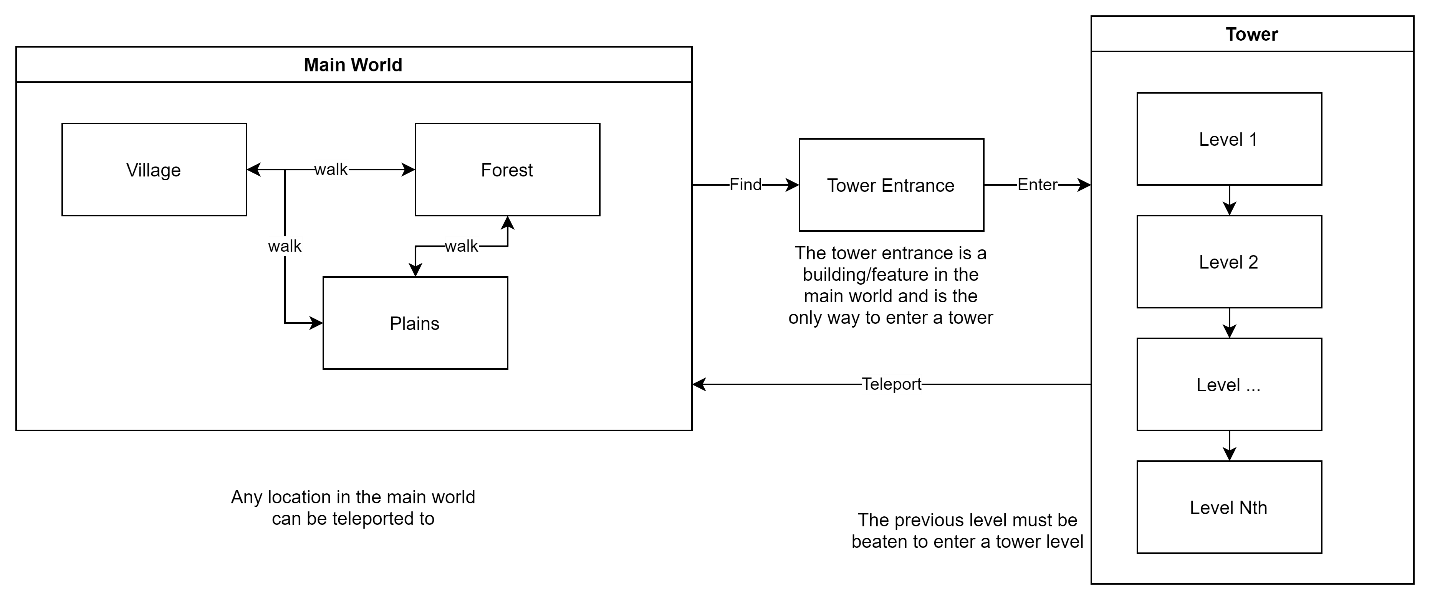 Main World
Village
walk
Forest
walk
walk
Plains
Any location in the main world
can be teleported to
Find
Tower Entrance
Enter
The tower entrance is a
building/feature in the
main world and is the
only way to enter a tower
Teleport
The previous level must be
beaten to enter a tower level
Tower
Level 1
Level 2
Level ...
Level Nth